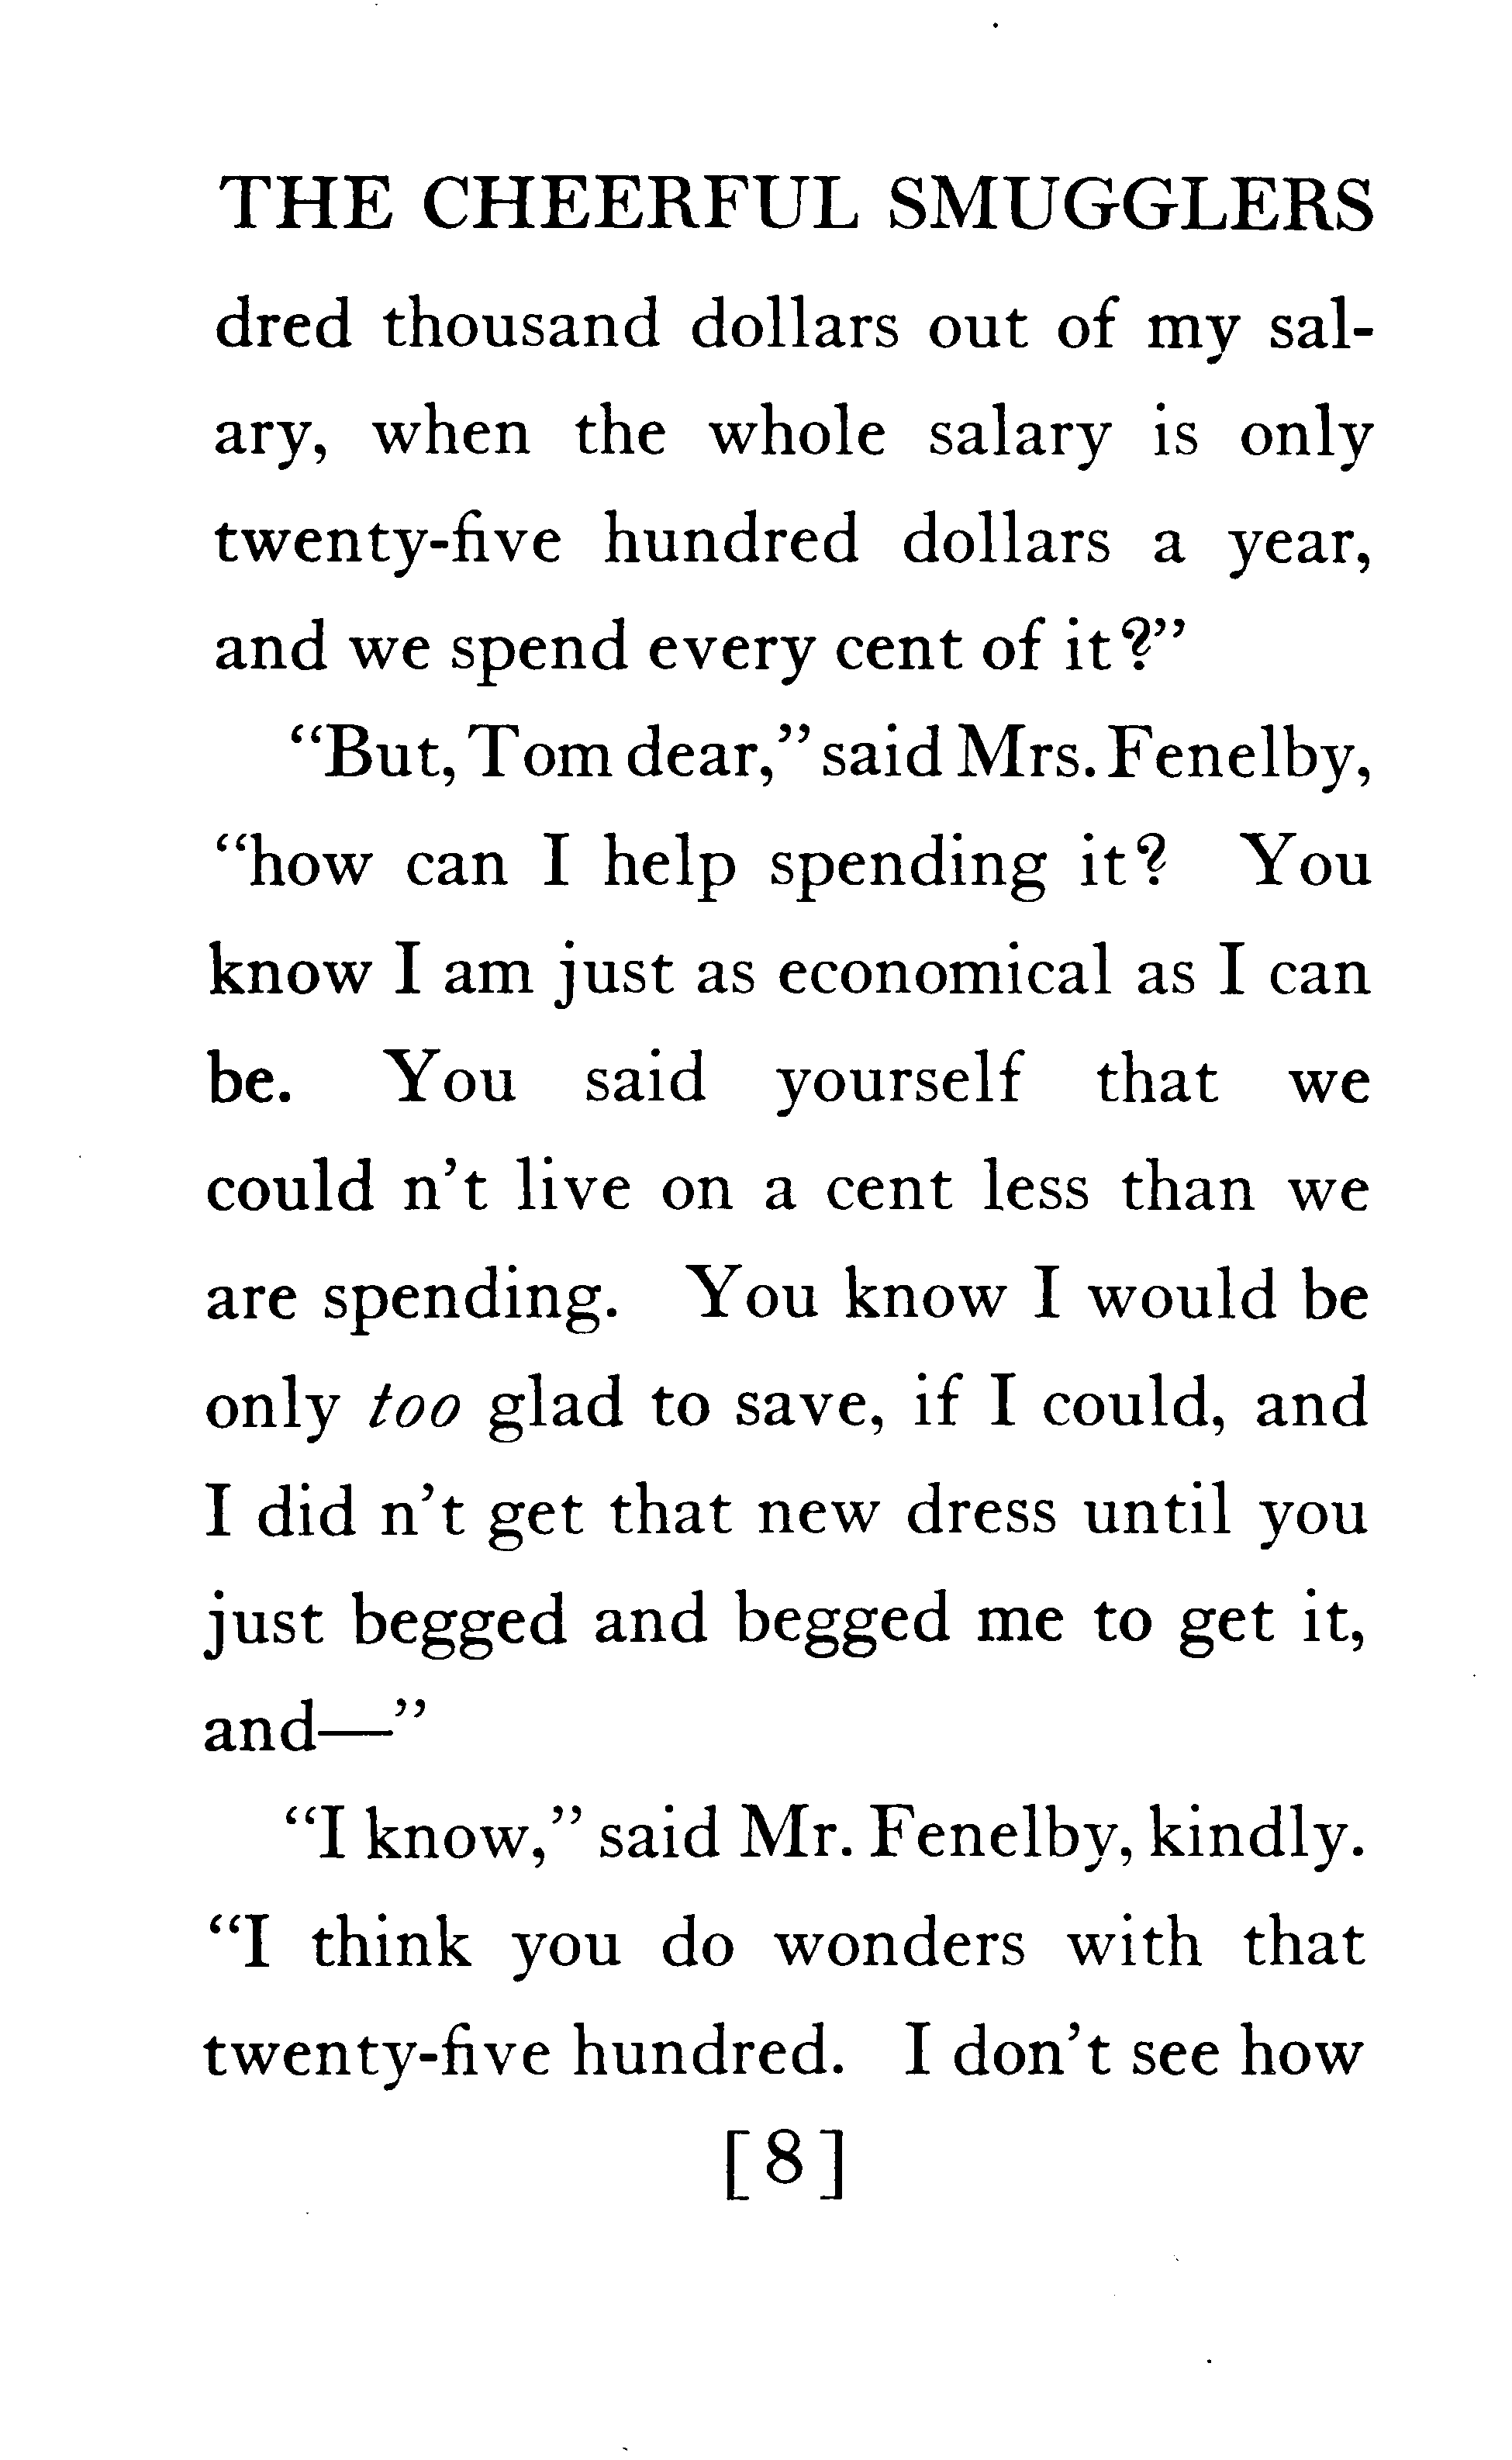 THE CHEERFUL SMUGGLERS
dred thousand dollars out of my sal-
ary, when the whole salary is only
twenty-five hundred dollars a year,
and we spend every cent of it?”
“But, Tom dear,” said Mrs. Fenelby,
“how can I help spending it? You
know I am just as economical as I can
be. You said yourself that we
could n’t live on a cent less than we
are spending. You know I would be
only too glad to save, if I could, and
I did n’t get that new dress until you
just begged and begged me to get it,
and—”
“I know,” said Mr. Fenelby, kindly.
“I think you do wonders with that
twenty-five hundred. I don’t see how
[8]